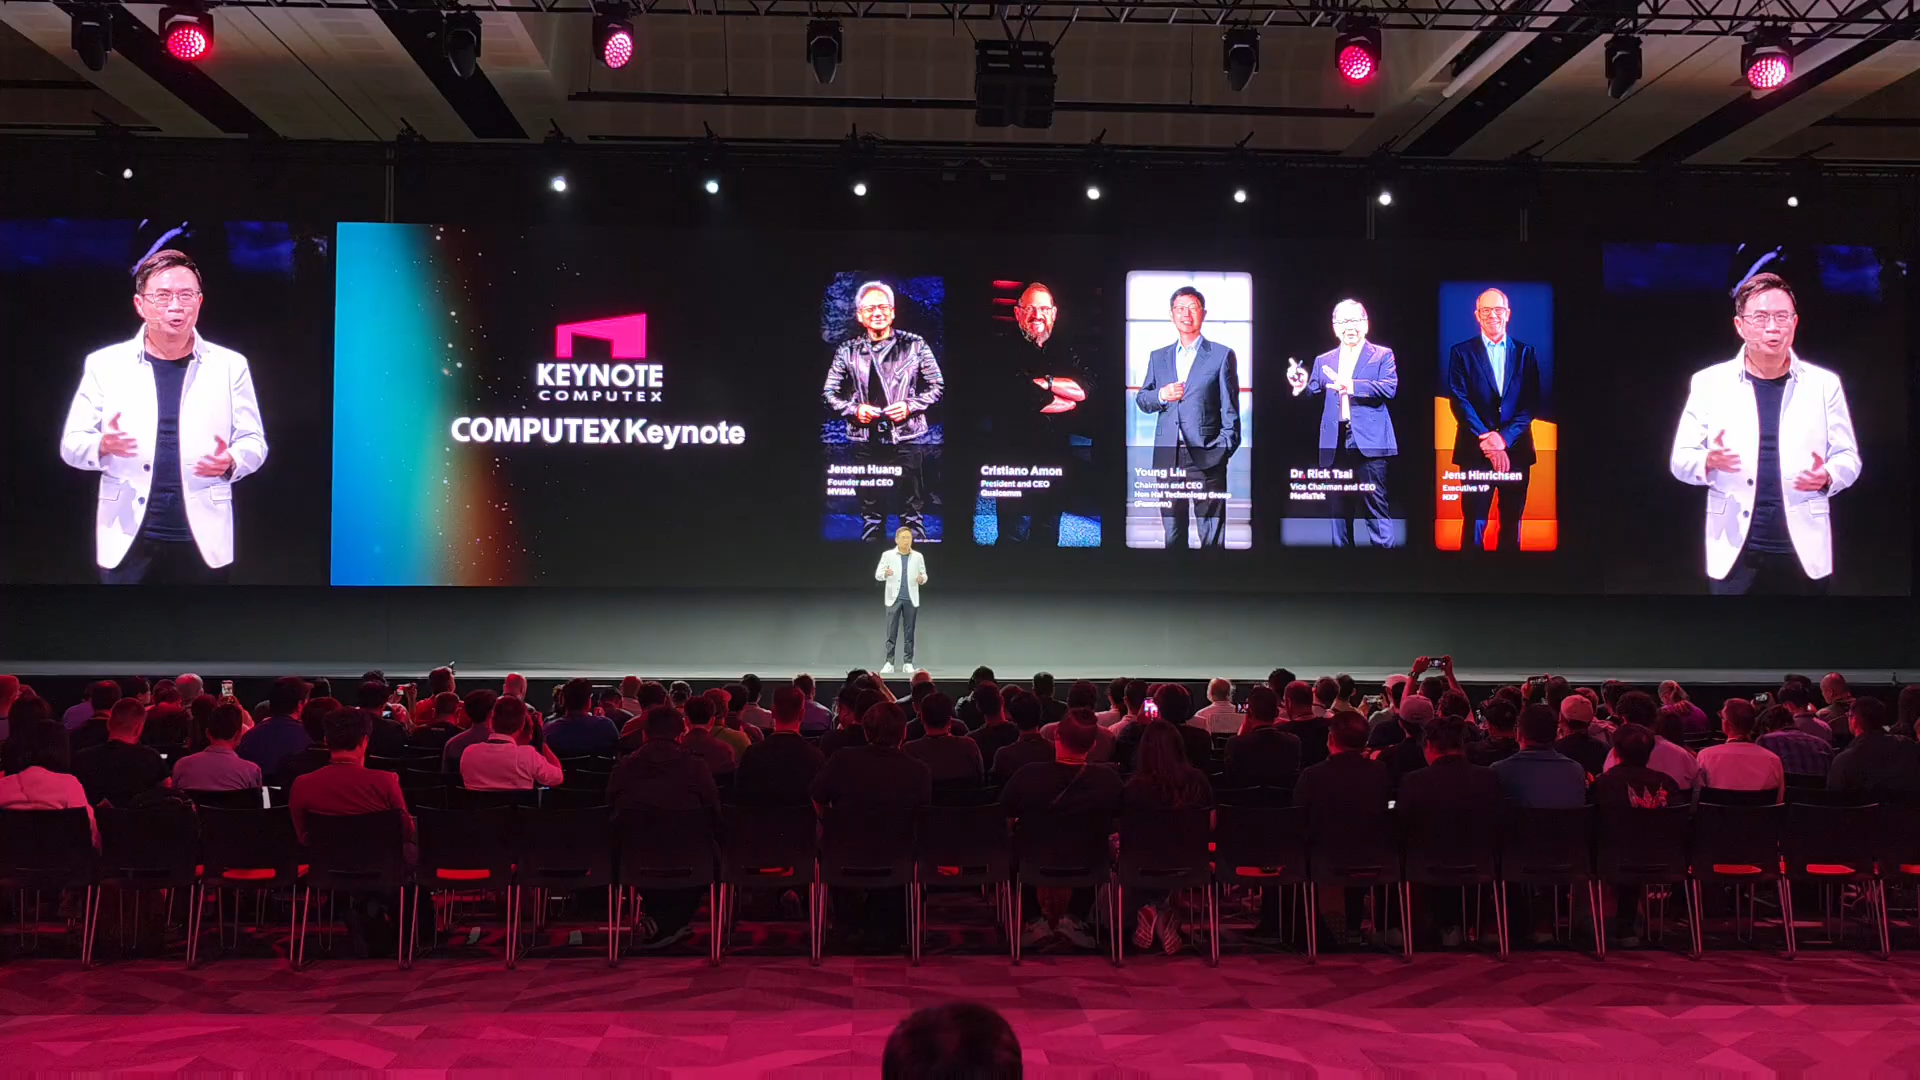 KEYNOTE
COMPUTEX
COMPUTEX Keynote
Jensen Huang
Founder and CEO
NVIDIA
Cristiano Amon
President and CEO
Qualcomm
Young Liu
Chairman and CEO
Hon Hai Technology Group
(Foxconn)
Dr. Rick Tsai
Vice Chairman and CEO
MediaTek
Jens Hinrichsen
Executive VP
NXP